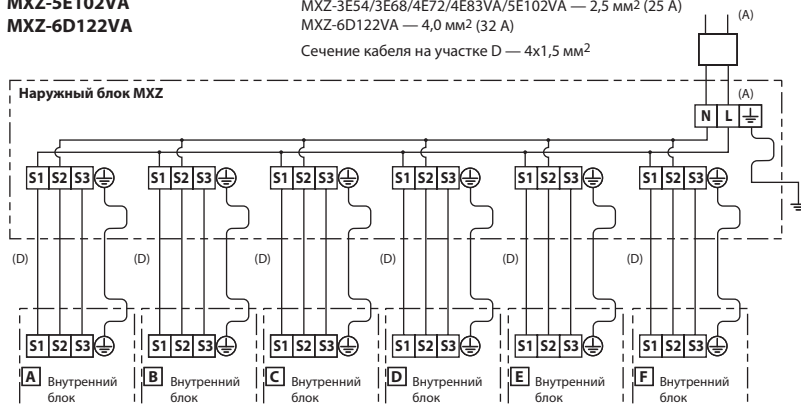 MXZ-5E102VA
MXZ-6D122VA
MXZ-3E54/3E68/4E72/4E83VA/5E102VA — 2,5 мм2 (25 А)
MXZ-6D122VA — 4,0 мм2 (32 А)
Сечение кабеля на участке D — 4x1,5 мм2
(A)
Наружный блок MXZ
(A)
N L
S1 S2 S3 S1 S2 S3 S1 S2 S3 S1 S2 S3 S1 S2 S3 S1 S2 S3
(D) (D) (D) (D) (D) (D)
S1 S2 S3 S1 S2 S3 S1 S2 S3 S1 S2 S3 S1 S2 S3 S1 S2 S3
A Внутренний B Внутренний C Внутренний D Внутренний E Внутренний F Внутренний
блок блок блок блок блок блок